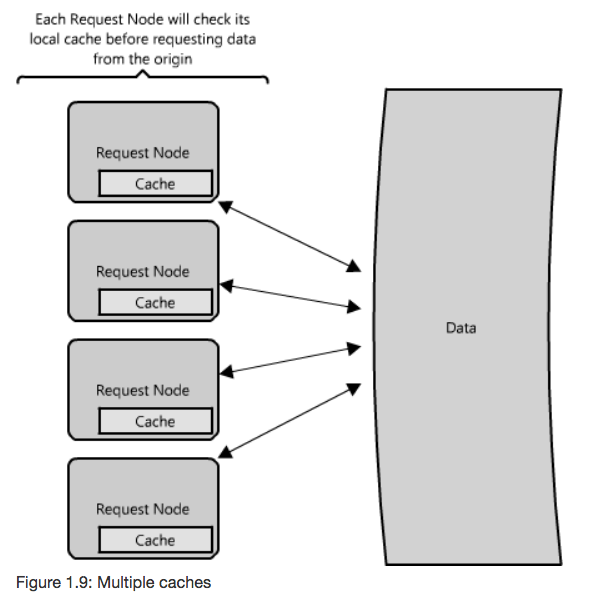 Each Request Node will check its
local cache before requesting data
from the origin
Request Node
Cache
Request Node
Cache
Request Node
Cache
Request Node
Cache
Data
Figure 1.9: Multiple caches